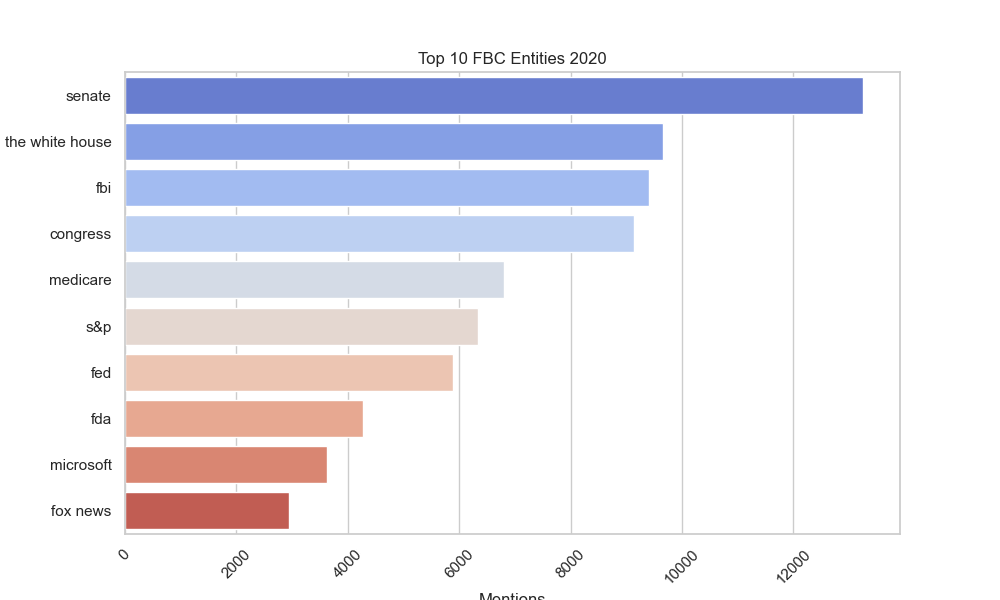 Top 10 FBC Entities 2020
senate
the white house
fbi
congress
medicare
s&p
fed
fda
microsoft
fox news
0
2000
4000
6000
8000
10000
12000
Mentions